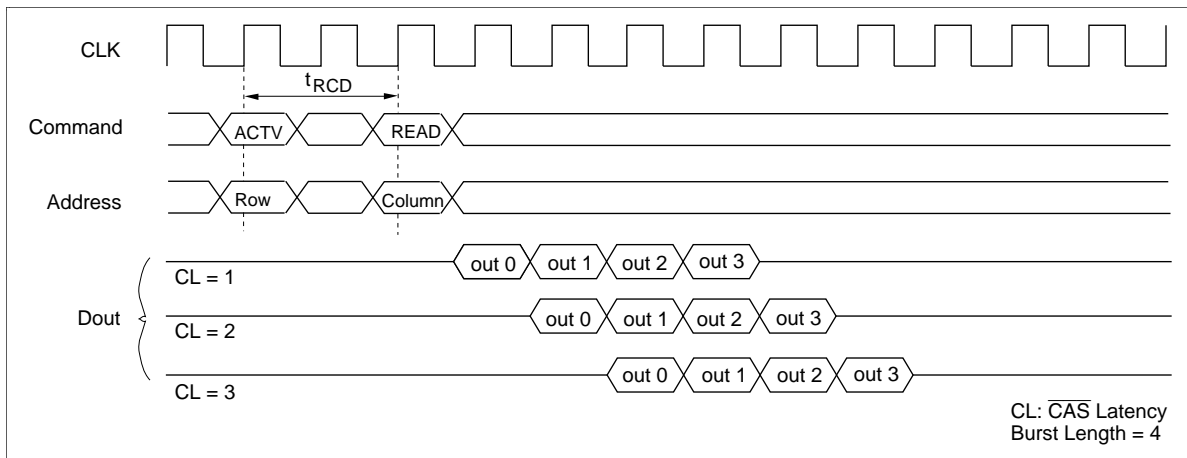 CLK
tRCD
Command ACTV READ
Address Row Column
out 0 out 1 out 2 out 3
CL = 1
Dout
out 0 out 1 out 2 out 3
CL = 2
out 0 out 1 out 2 out 3
CL = 3
CL: C̅A̅S̅ Latency
Burst Length = 4